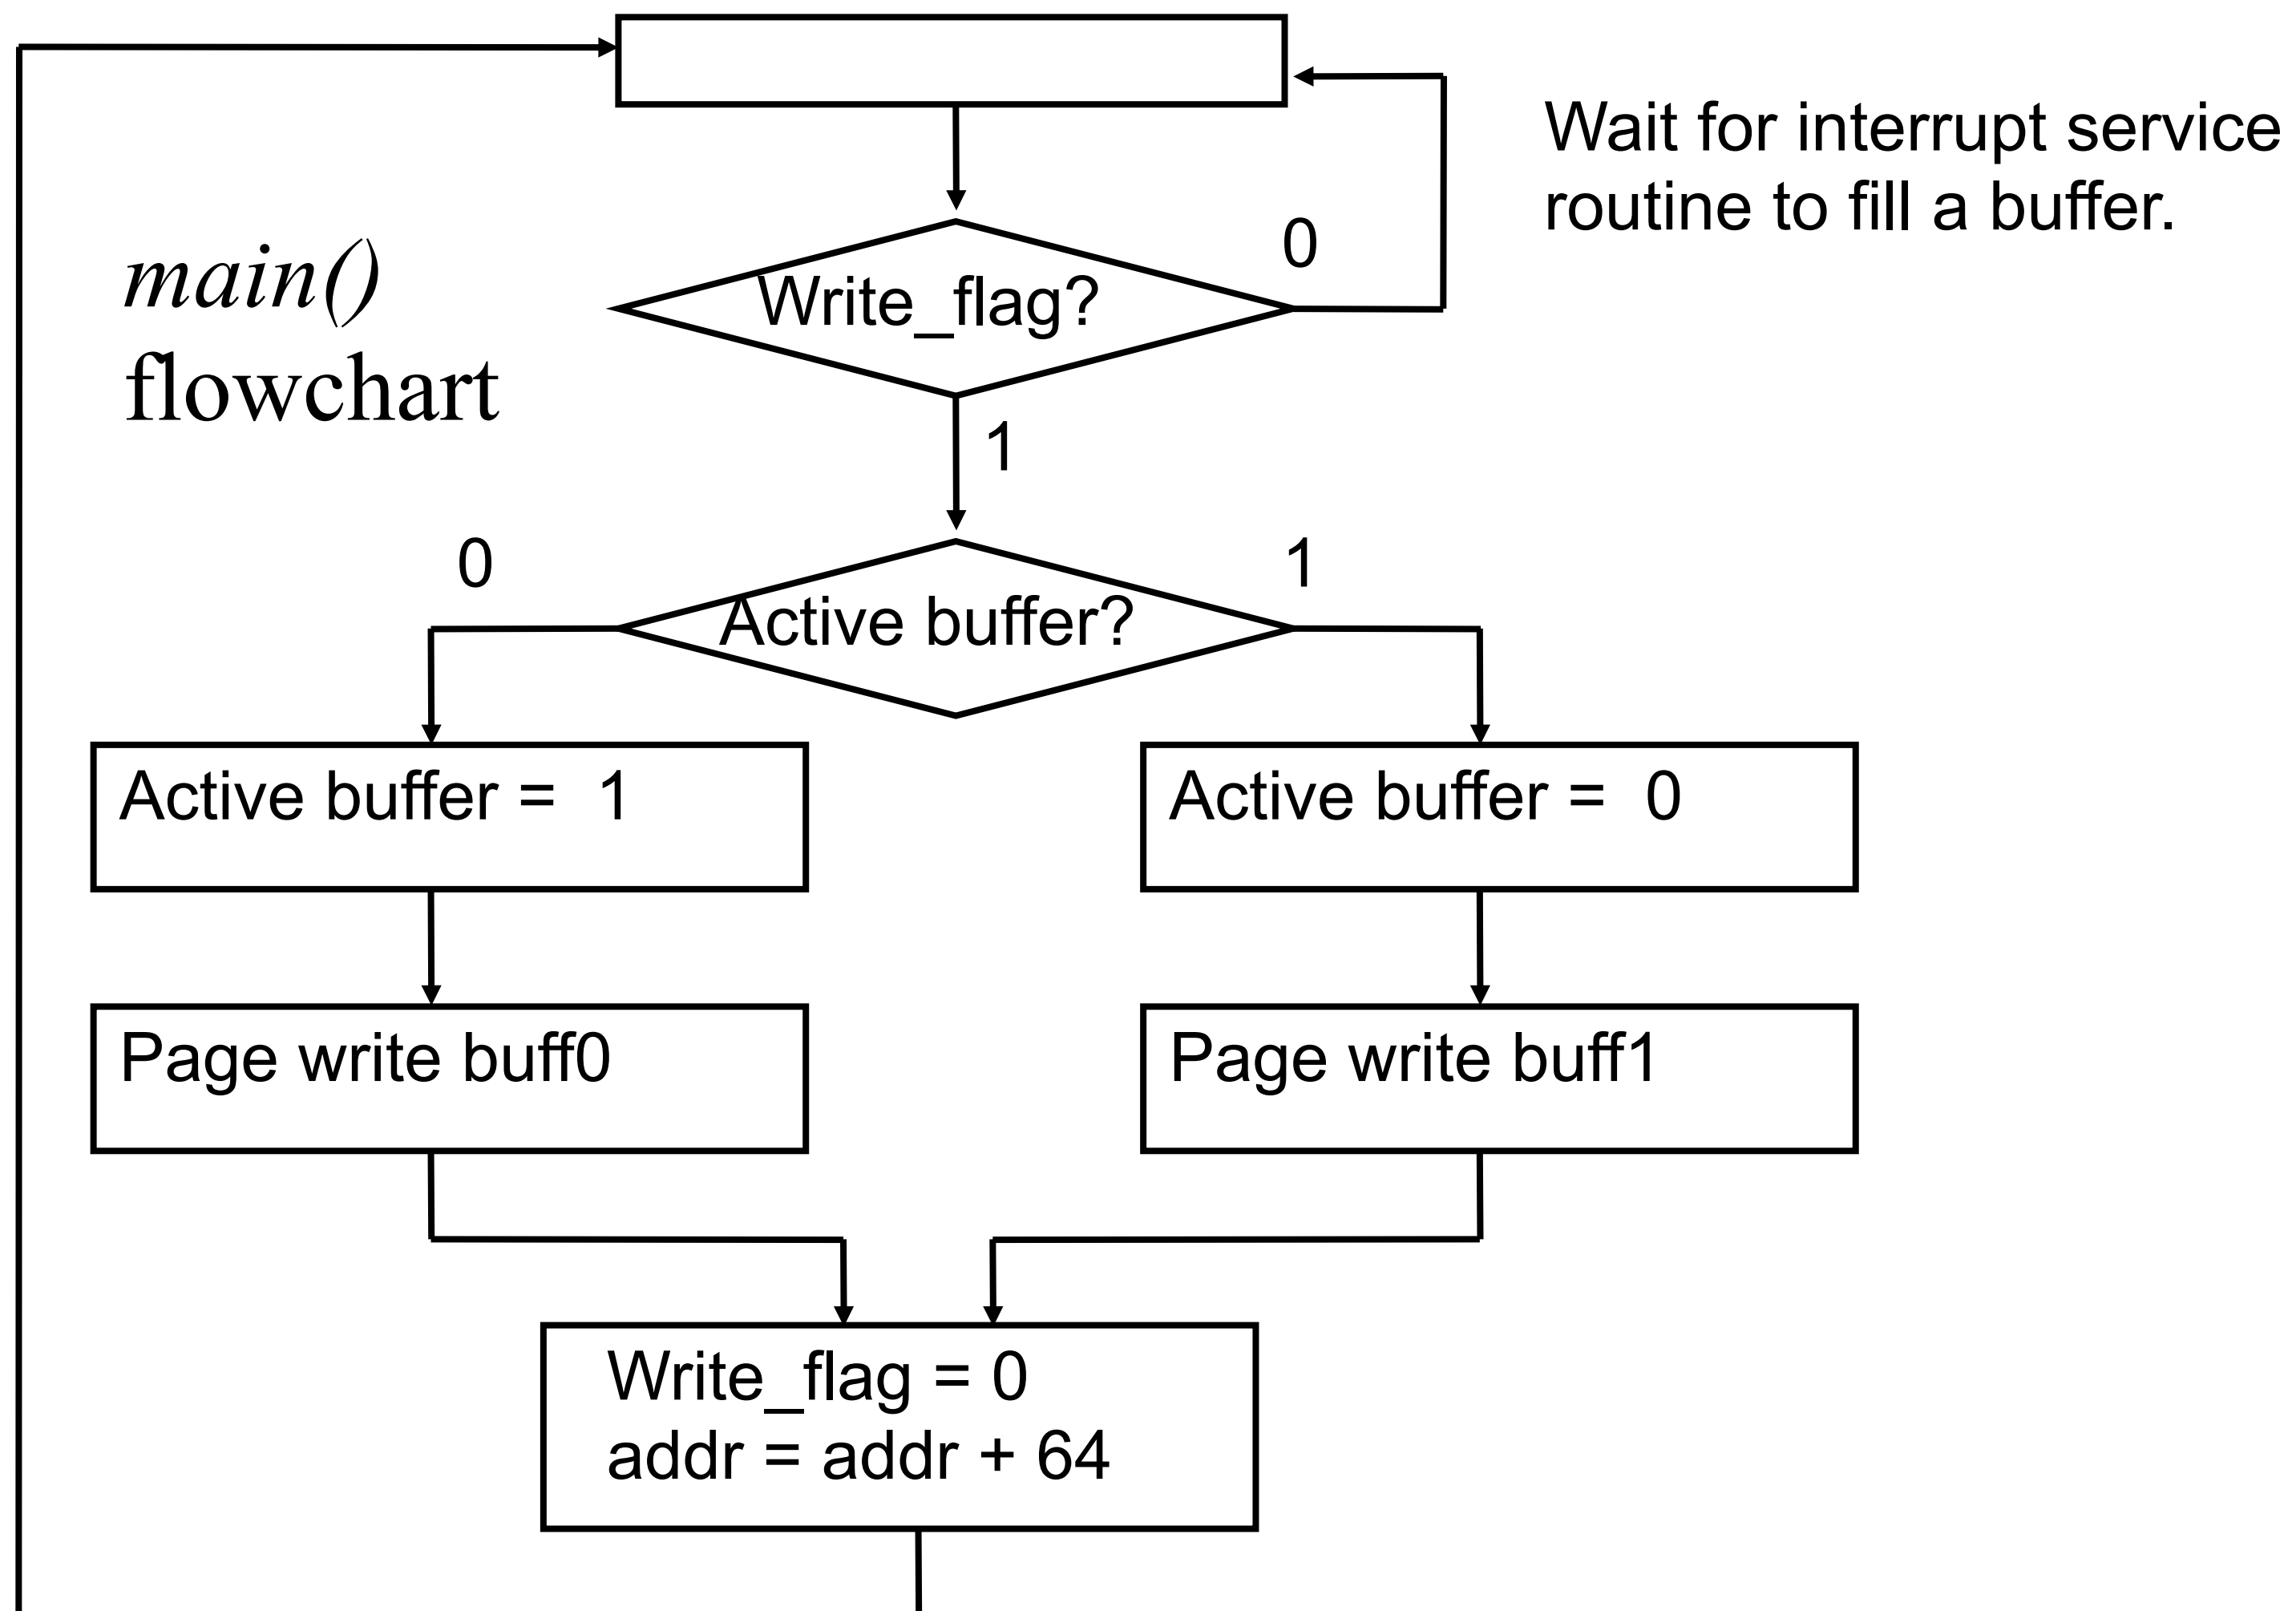 Wait for interrupt service
routine to fill a buffer.
main()
flowchart
Write_flag?
0
1
Active buffer?
0
1
Active buffer =  1
Active buffer =  0
Page write buff0
Page write buff1
Write_flag = 0
addr = addr + 64